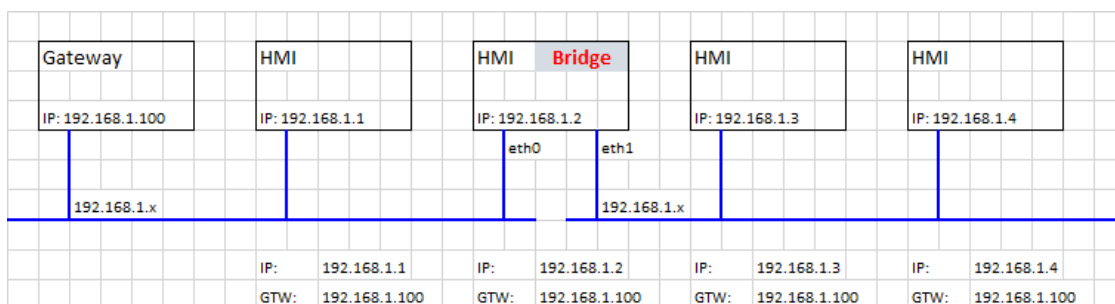 Gateway HMI HMI Bridge HMI HMI
IP: 192.168.1.100 IP: 192.168.1.1 IP: 192.168.1.2 IP: 192.168.1.3 IP: 192.168.1.4
eth0 eth1
192.168.1.x 192.168.1.x
IP: 192.168.1.1 IP: 192.168.1.2 IP: 192.168.1.3 IP: 192.168.1.4
GTW: 192.168.1.100 GTW: 192.168.1.100 GTW: 192.168.1.100 GTW: 192.168.1.100